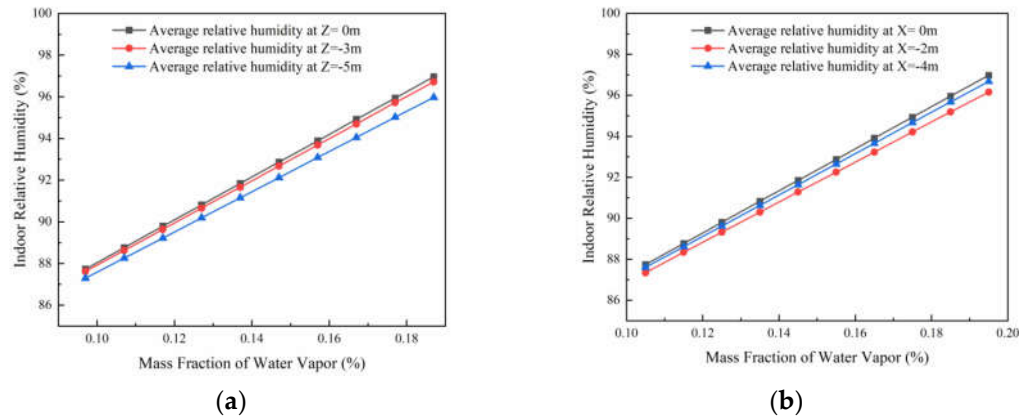 100
98
96
94
92
90
88
86
Indoor Relative Humidity (%)
Average relative humidity at Z= 0m
Average relative humidity at Z=-3m
Average relative humidity at Z=-5m
0.10 0.12 0.14 0.16 0.18
Mass Fraction of Water Vapor (%)
(a)
100
98
96
94
92
90
88
86
Indoor Relative Humidity (%)
Average relative humidity at X= 0m
Average relative humidity at X=-2m
Average relative humidity at X=-4m
0.10 0.12 0.14 0.16 0.18 0.20
Mass Fraction of Water Vapor (%)
(b)